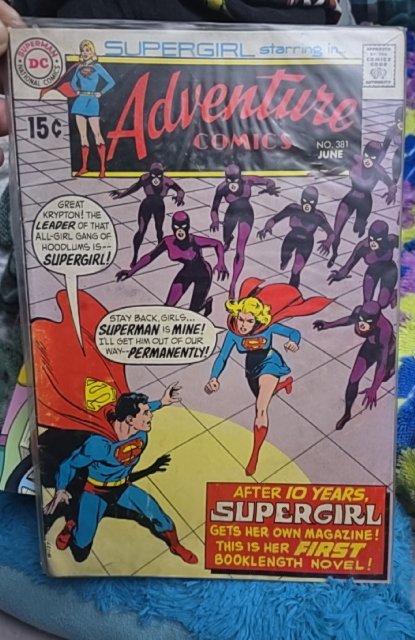 SUPERMAN
DC
NATIONAL COMICS
SUPERGIRL starring in...
APPROVED
BY THE
COMICS
CODE
AUTHORITY
15¢
Adventure
COMICS
NO. 381
JUNE
GREAT
KRYPTON! THE
LEADER OF THAT
ALL-GIRL GANG OF
HOODLUMS IS--
SUPERGIRL!
STAY BACK, GIRLS...
SUPERMAN IS MINE!
I'LL GET HIM OUT OF OUR
WAY--PERMANENTLY!
AFTER 10 YEARS,
SUPERGIRL
GETS HER OWN MAGAZINE!
THIS IS HER FIRST
BOOKLENGTH NOVEL!